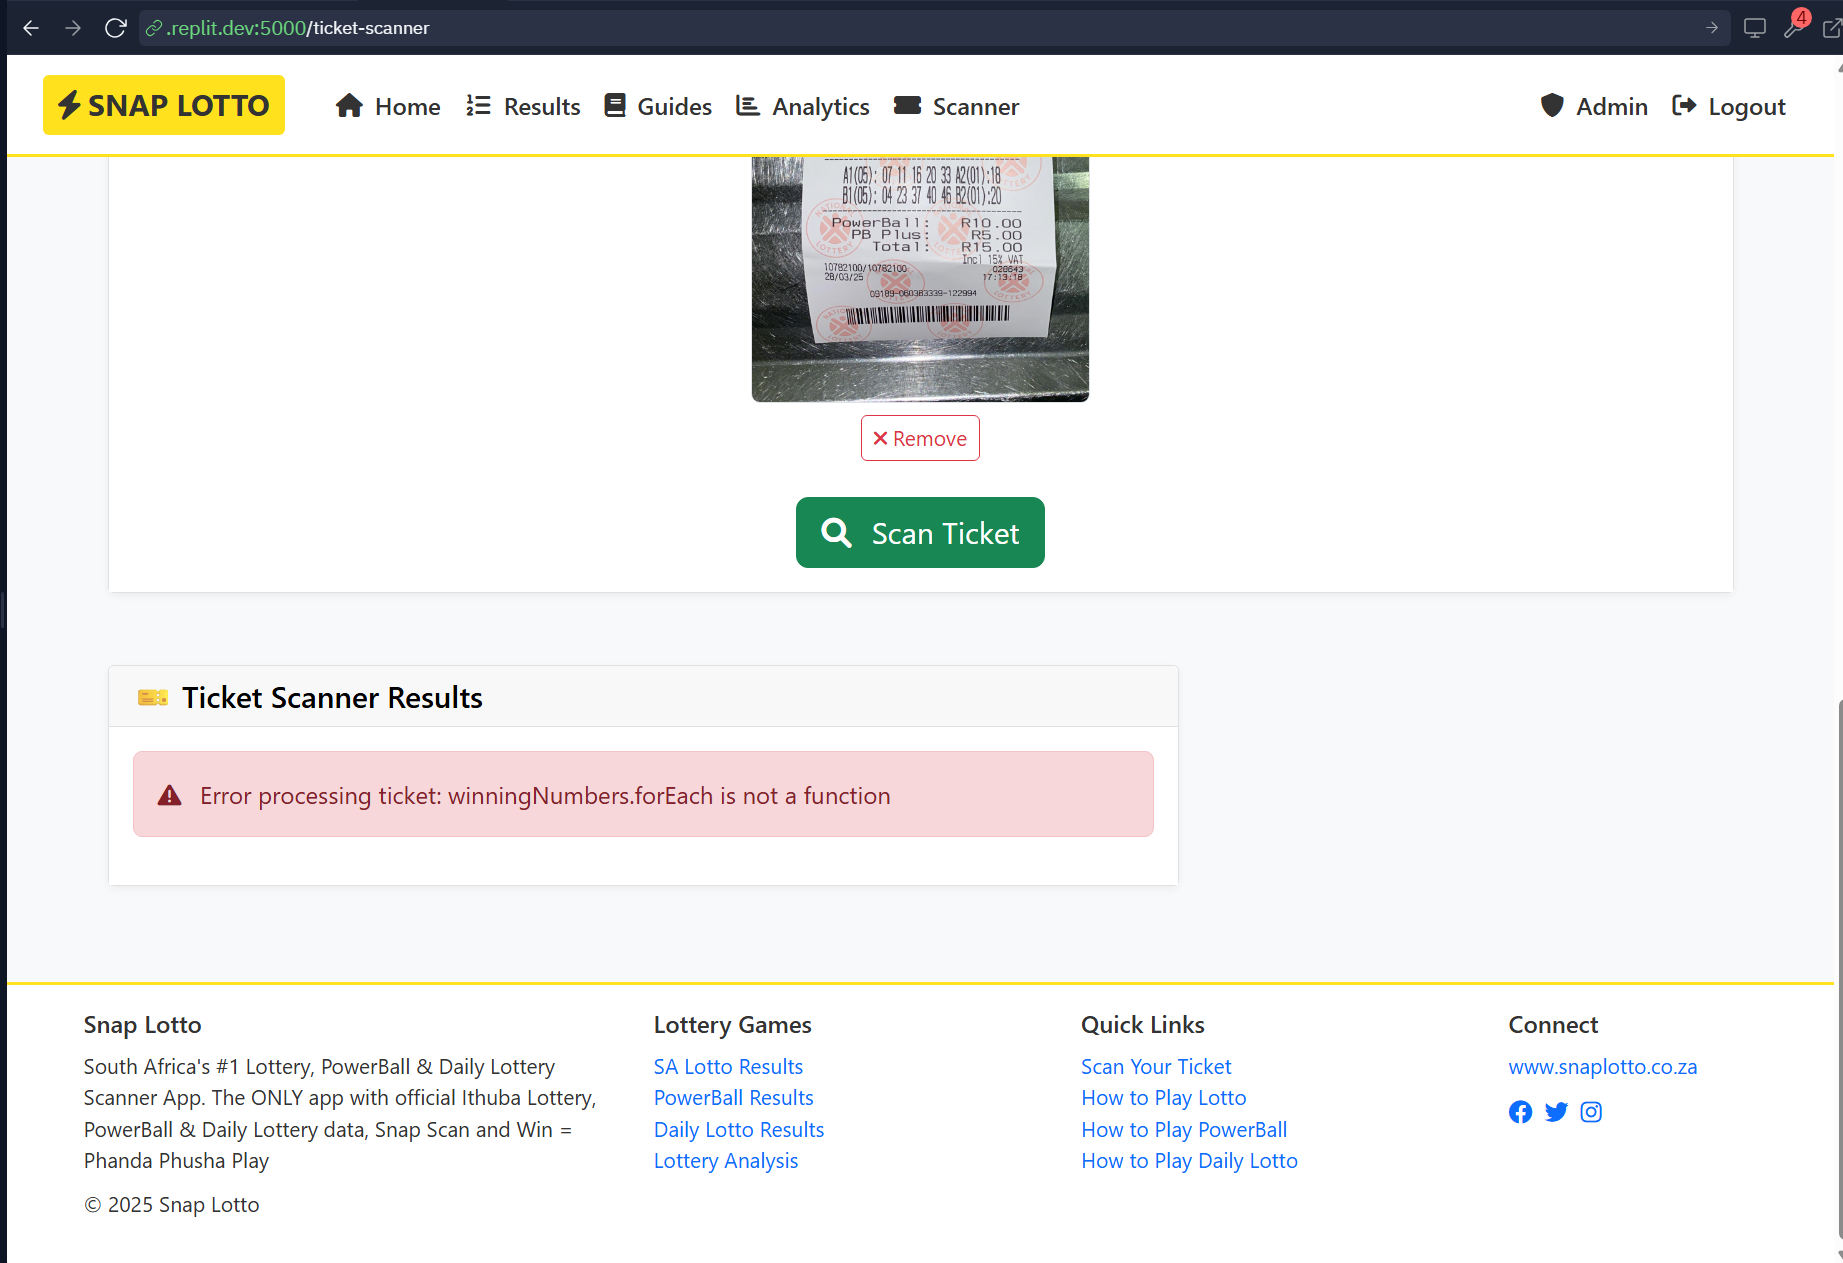 .replit.dev:5000/ticket-scanner
4
SNAP LOTTO
Home
Results
Guides
Analytics
Scanner
Admin
Logout
A1(05): 07 11 16 20 33 A2(01):18
B1(05): 04 23 37 40 46 B2(01):20
PowerBall: R10.00
PB Plus: R5.00
Total: R15.00
Incl 15% VAT
10782100/10782100
28/03/25 17:13:18
Remove
Scan Ticket
Ticket Scanner Results
Error processing ticket: winningNumbers.forEach is not a function
Snap Lotto
South Africa's #1 Lottery, PowerBall & Daily Lottery
Scanner App. The ONLY app with official Ithuba Lottery,
PowerBall & Daily Lottery data, Snap Scan and Win =
Phanda Phusha Play
© 2025 Snap Lotto
Lottery Games
SA Lotto Results
PowerBall Results
Daily Lotto Results
Lottery Analysis
Quick Links
Scan Your Ticket
How to Play Lotto
How to Play PowerBall
How to Play Daily Lotto
Connect
www.snaplotto.co.za